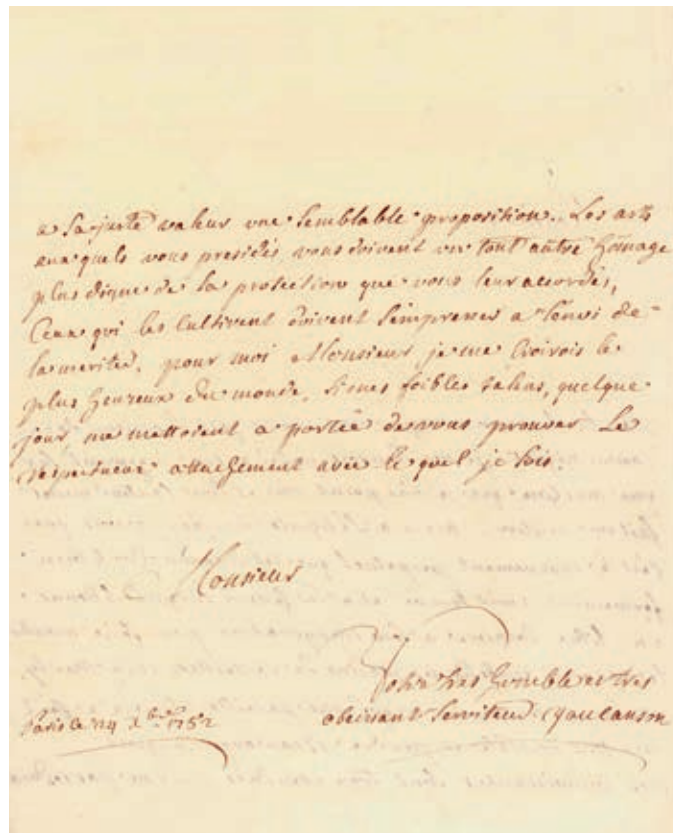 a sa juste valeur une semblable proposition. Les arts
auxquels vous presidés vous doivent un tout autre homage
plus digne de la protection que vous leur accordés,
Ceux qui les Cultivent doivent s'empresser a l'envi de
la meriter. pour moi Monsieur, je me Croirois le
plus heureux du monde, Si mes foibles talens, quelque
jour, me mettoient a portée de vous prouver Le
respectueux attachement avec le quel je suis.
Monsieur
Votre tres humble et tres
obeissant Serviteur
Paris le 24 xbre 1752